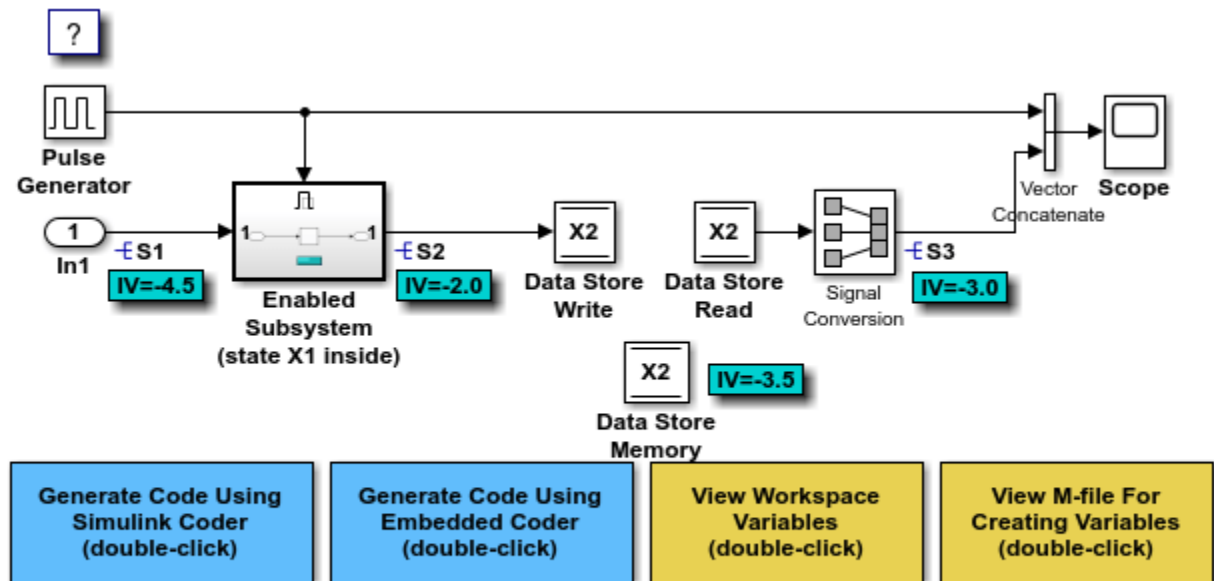 ?
Pulse
Generator
1
In1
S1
IV=-4.5
1
1
Enabled
Subsystem
(state X1 inside)
S2
IV=-2.0
X2
Data Store
Write
X2
Data Store
Read
Signal
Conversion
S3
IV=-3.0
Vector
Concatenate
Scope
X2
IV=-3.5
Data Store
Memory
Generate Code Using
Simulink Coder
(double-click)
Generate Code Using
Embedded Coder
(double-click)
View Workspace
Variables
(double-click)
View M-file For
Creating Variables
(double-click)